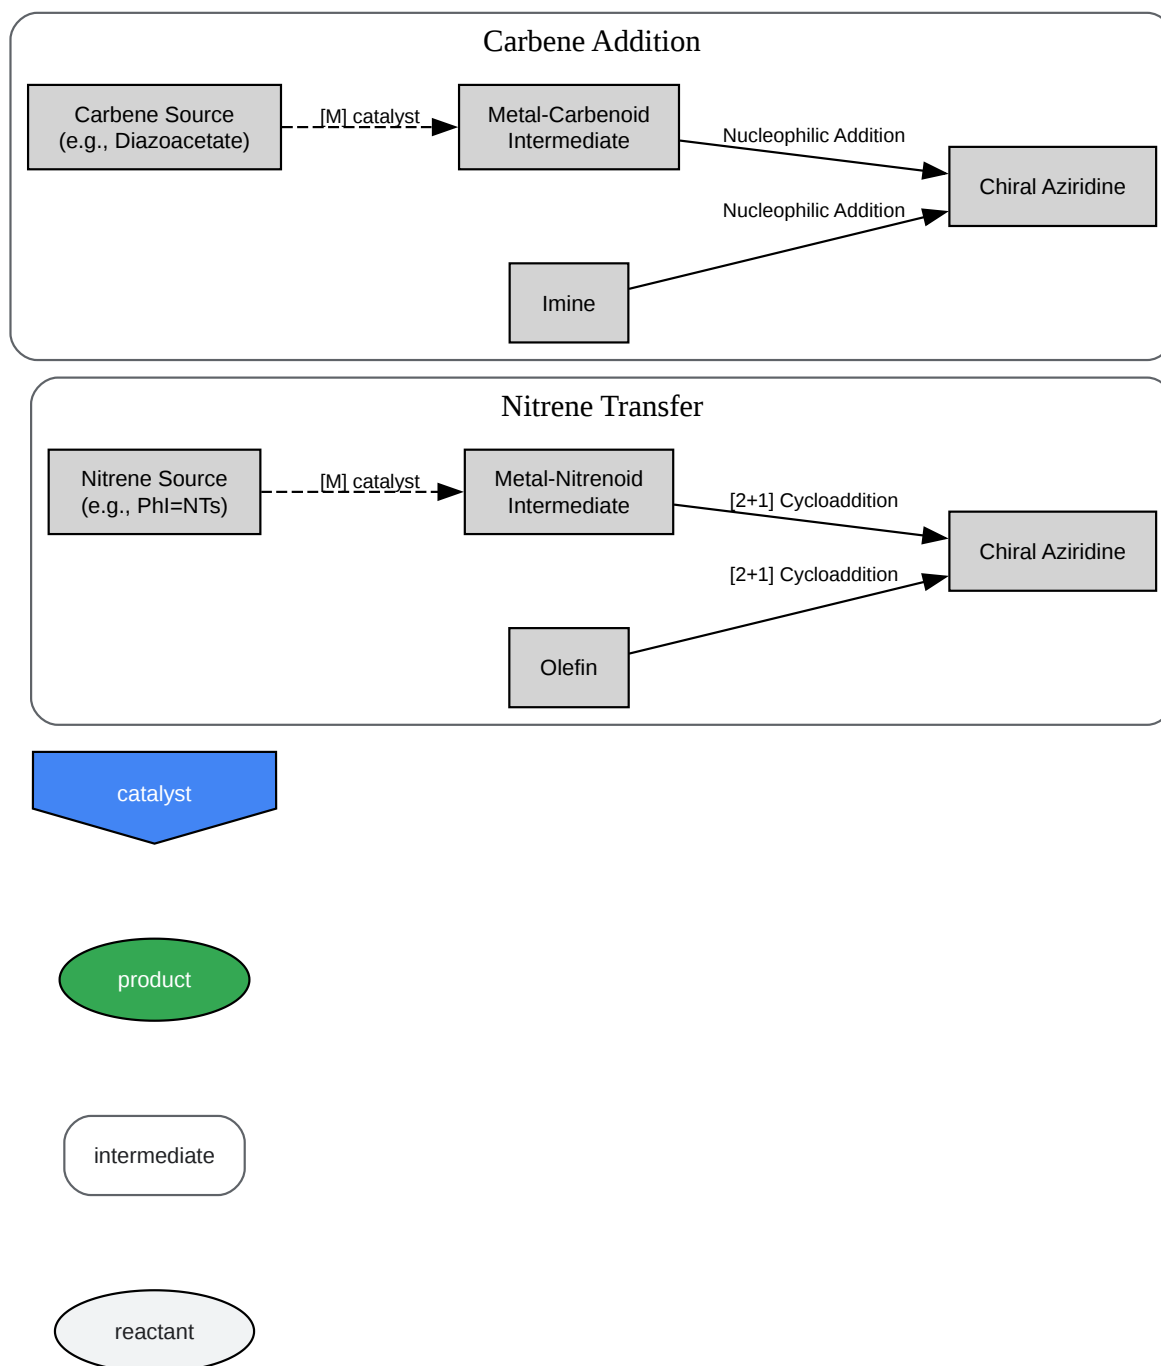 Carbene Addition
Carbene Source
(e.g., Diazoacetate)
[M] catalyst
Metal-Carbenoid
Intermediate
Nucleophilic Addition
Chiral Aziridine
Nucleophilic Addition
Imine
Nitrene Transfer
Nitrene Source
(e.g., PhI=NTs)
[M] catalyst
Metal-Nitrenoid
Intermediate
[2+1] Cycloaddition
Chiral Aziridine
[2+1] Cycloaddition
Olefin
catalyst
product
intermediate
reactant